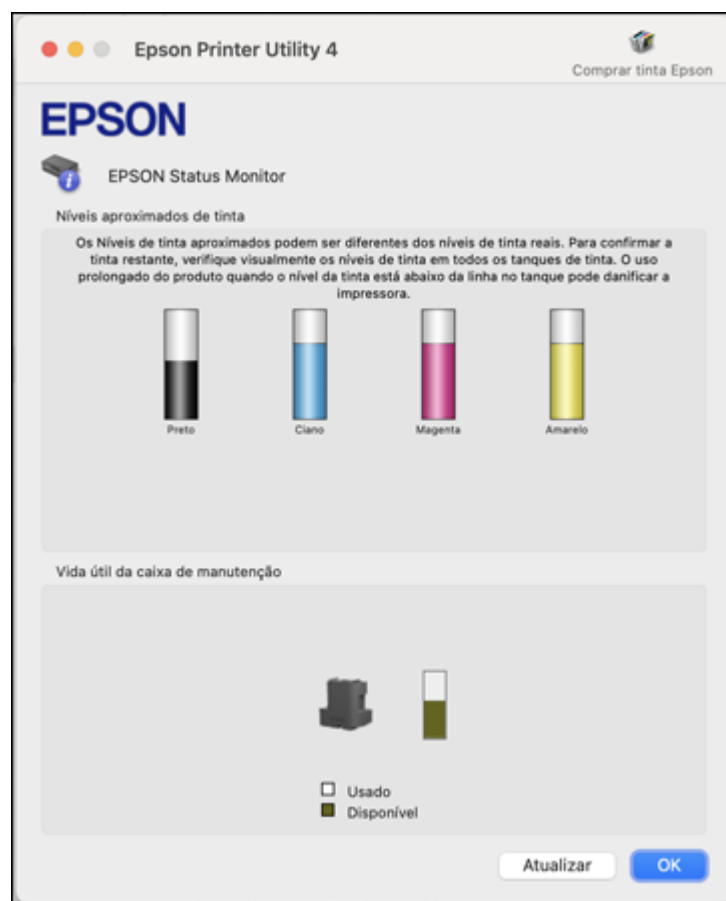 Epson Printer Utility 4
Comprar tinta Epson
EPSON
EPSON Status Monitor
Níveis aproximados de tinta
Os Níveis de tinta aproximados podem ser diferentes dos níveis de tinta reais. Para confirmar a
tinta restante, verifique visualmente os níveis de tinta em todos os tanques de tinta. O uso
prolongado do produto quando o nível da tinta está abaixo da linha no tanque pode danificar a
impressora.
Preto
Ciano
Magenta
Amarelo
Vida útil da caixa de manutenção
Usado
Disponível
Atualizar
OK